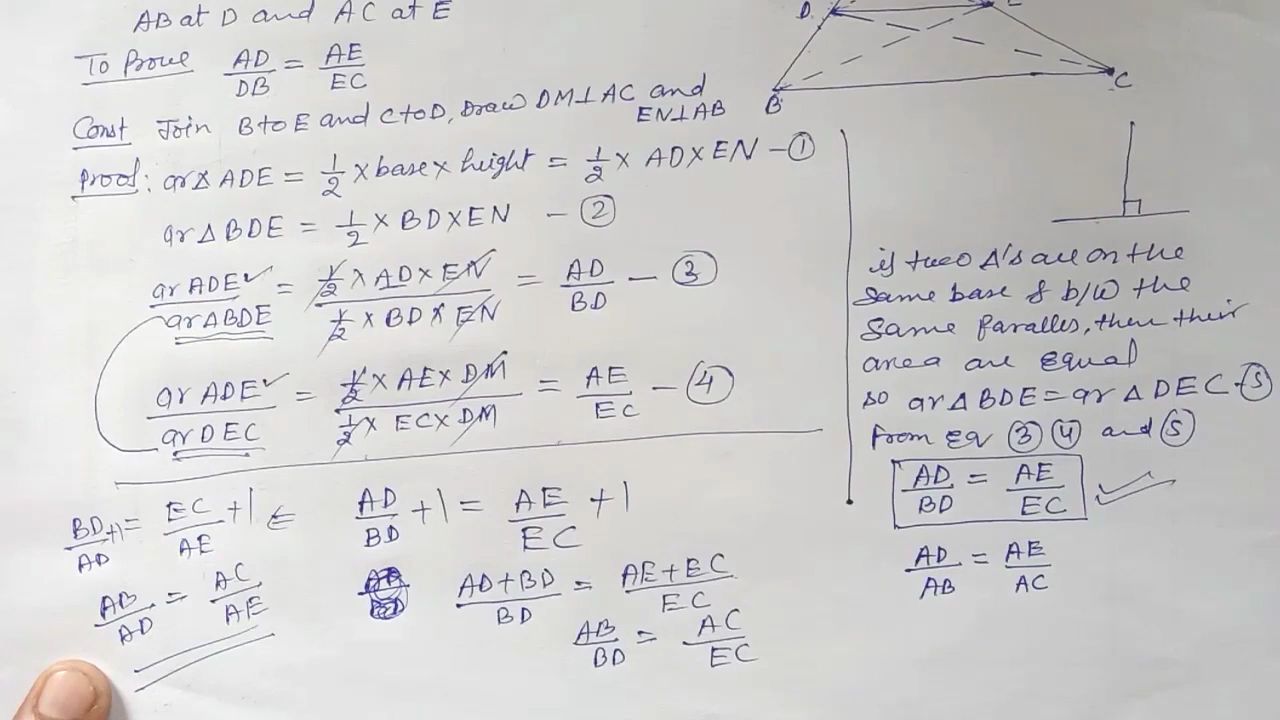 AB at D and AC at E
To Prove AD/DB = AE/EC
Const Join B to E and C to D, Draw DM⊥AC and EN⊥AB
Proof: ar△ ADE = 1/2 × base × height = 1/2 × AD × EN – ①
ar△ BDE = 1/2 × BD × EN – ②
ar ADE ✓/ar ABDE = 1/2 × AD × EN / 1/2 × BD × EN = AD/BD – ③
ar ADE ✓/ar DEC = 1/2 × AE × DM / 1/2 × EC × DM = AE/EC – ④
BD/AD +1 = EC/AE +1 ∈
AB/AD = AC/AE
AD/BD +1 = AE/EC +1
AD+BD/BD = AE+EC/EC
AB/BD = AC/EC
D
B
C
if two △'s are on the
same base & b/w the
same paralles, then their
area are equal
so ar△BDE = ar△DEC – ⑤
From eq ③ ④ and ⑤
AD/BD = AE/EC
AD/AB = AE/AC